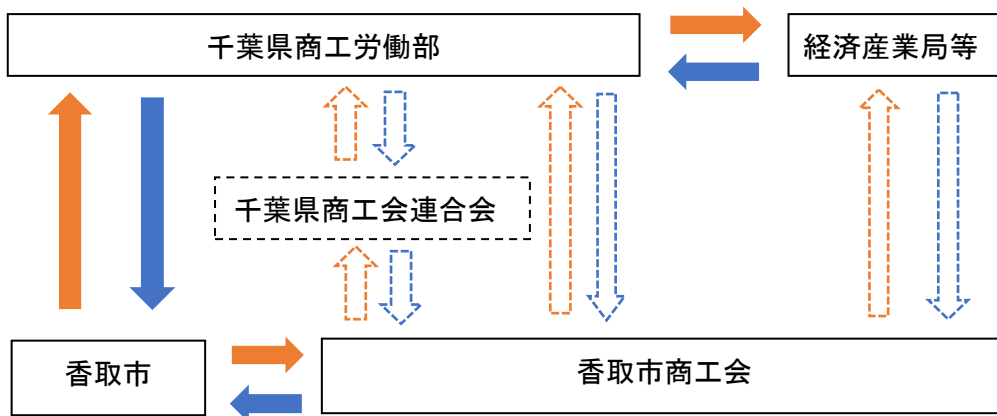 千葉県商工労働部
経済産業局等
千葉県商工会連合会
香取市
香取市商工会